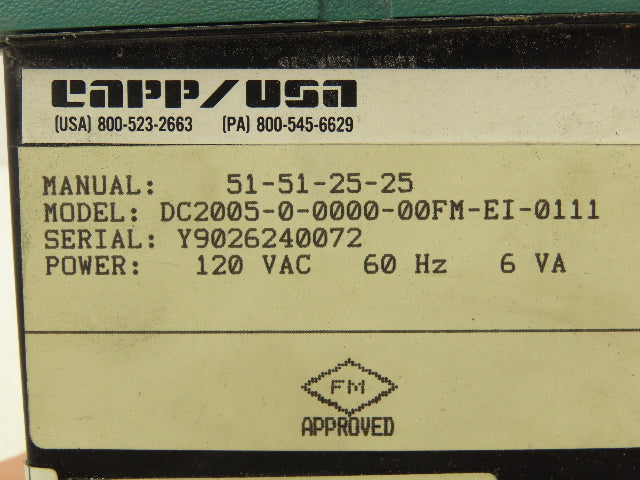 CAPP/USA
(USA) 800-523-2663 (PA) 800-545-6629
MANUAL: 51-51-25-25
MODEL: DC2005-0-0000-00FM-EI-0111
SERIAL: Y9026240072
POWER: 120 VAC 60 Hz 6 VA
FM
APPROVED